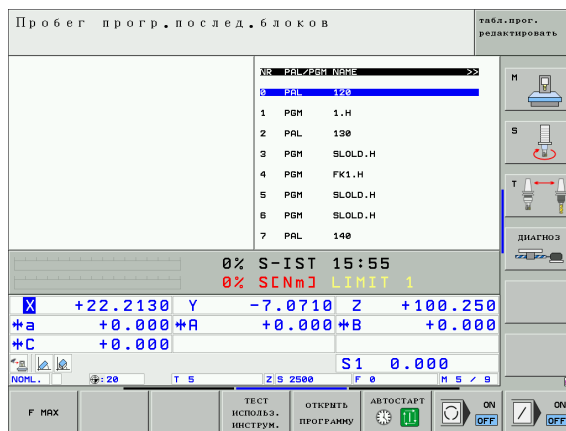 Пробег прогр.послед.блоков
табл.прог.
редактировать
NR PAL/PGM NAME >>
0 PAL 120
1 PGM 1.H
2 PAL 130
3 PGM SLOLD.H
4 PGM FK1.H
5 PGM SLOLD.H
6 PGM SLOLD.H
7 PAL 140
M
S
T
ДИАГНОЗ
0% S-IST 15:55
0% S[Nm] LIMIT 1
X +22.2130 Y -7.0710 Z +100.250
a +0.000 A +0.000 B +0.000
C +0.000
S1 0.000
NOML. :20 T 5 Z S 2500 F 0 M 5 / 9
F MAX
ТЕСТ
ИСПОЛЬЗ.
ИНСТРУМ.
ОТКРЫТЬ
ПРОГРАММУ
АВТОСТАРТ
ON
OFF
ON
OFF